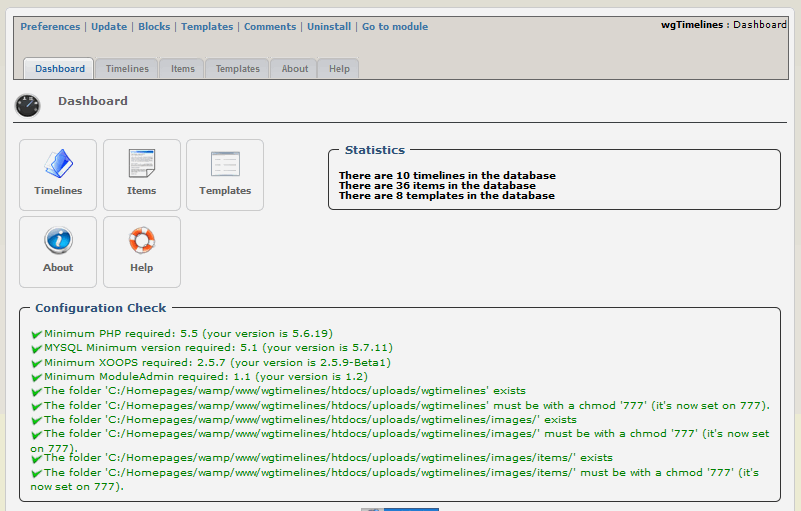 Preferences | Update | Blocks | Templates | Comments | Uninstall | Go to module
wgTimelines : Dashboard
Dashboard Timelines Items Templates About Help
Dashboard
Timelines Items Templates
About Help
Statistics
There are 10 timelines in the database
There are 36 items in the database
There are 8 templates in the database
Configuration Check
Minimum PHP required: 5.5 (your version is 5.6.19)
MYSQL Minimum version required: 5.1 (your version is 5.7.11)
Minimum XOOPS required: 2.5.7 (your version is 2.5.9-Beta1)
Minimum ModuleAdmin required: 1.1 (your version is 1.2)
The folder 'C:/Homepages/wamp/www/wgtimelines/htdocs/uploads/wgtimelines' exists
The folder 'C:/Homepages/wamp/www/wgtimelines/htdocs/uploads/wgtimelines' must be with a chmod '777' (it's now set on 777).
The folder 'C:/Homepages/wamp/www/wgtimelines/htdocs/uploads/wgtimelines/images/' exists
The folder 'C:/Homepages/wamp/www/wgtimelines/htdocs/uploads/wgtimelines/images/' must be with a chmod '777' (it's now set
on 777).
The folder 'C:/Homepages/wamp/www/wgtimelines/htdocs/uploads/wgtimelines/images/items/' exists
The folder 'C:/Homepages/wamp/www/wgtimelines/htdocs/uploads/wgtimelines/images/items/' must be with a chmod '777' (it's
now set on 777).